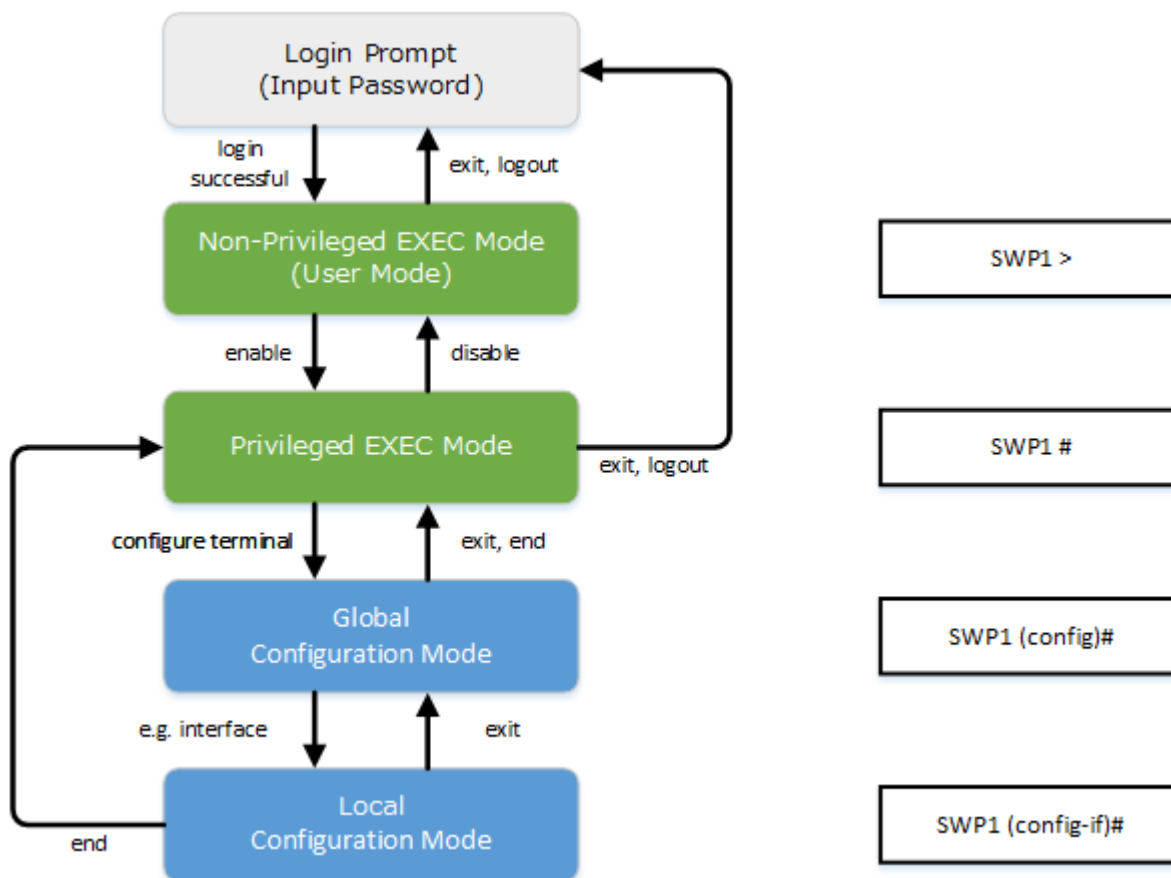 Login Prompt
(Input Password)
login
successful
exit, logout
Non-Privileged EXEC Mode
(User Mode)
SWP1 >
enable
disable
Privileged EXEC Mode
SWP1 #
exit, logout
configure terminal
exit, end
Global
Configuration Mode
SWP1 (config)#
e.g. interface
exit
Local
Configuration Mode
SWP1 (config-if)#
end